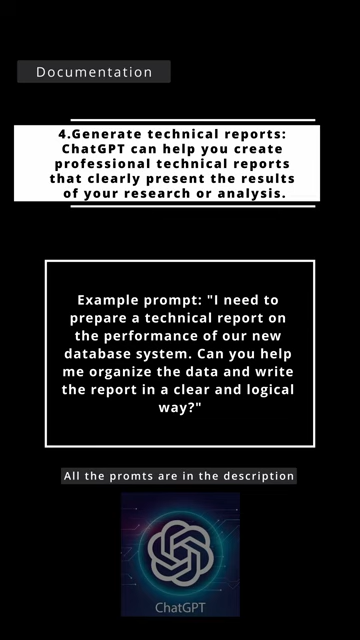 Documentation
4.Generate technical reports:
ChatGPT can help you create
professional technical reports
that clearly present the results
of your research or analysis.
Example prompt: "I need to
prepare a technical report on
the performance of our new
database system. Can you help
me organize the data and write
the report in a clear and logical
way?"
All the promts are in the description
ChatGPT